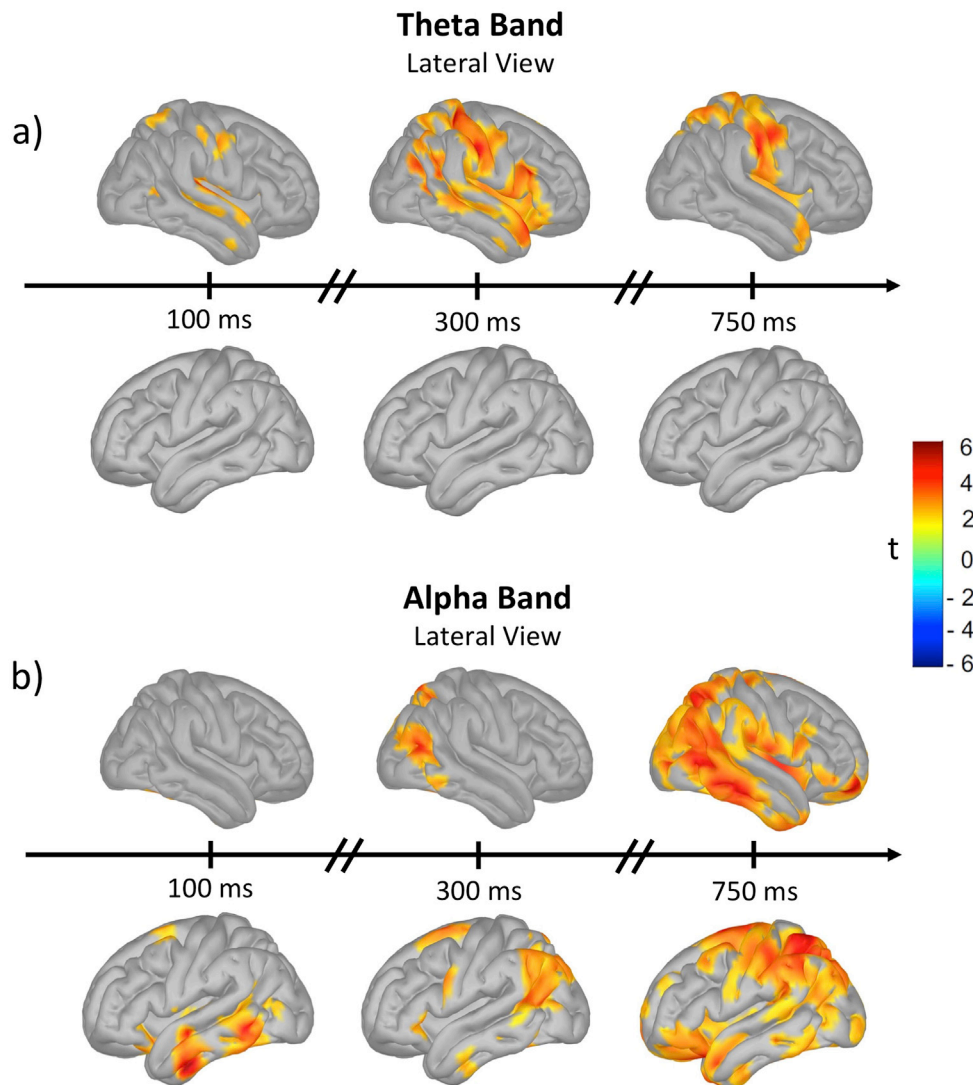 Theta Band
Lateral View
a)
100 ms
300 ms
750 ms
6
4
2
t
0
- 2
- 4
- 6
Alpha Band
Lateral View
b)
100 ms
300 ms
750 ms